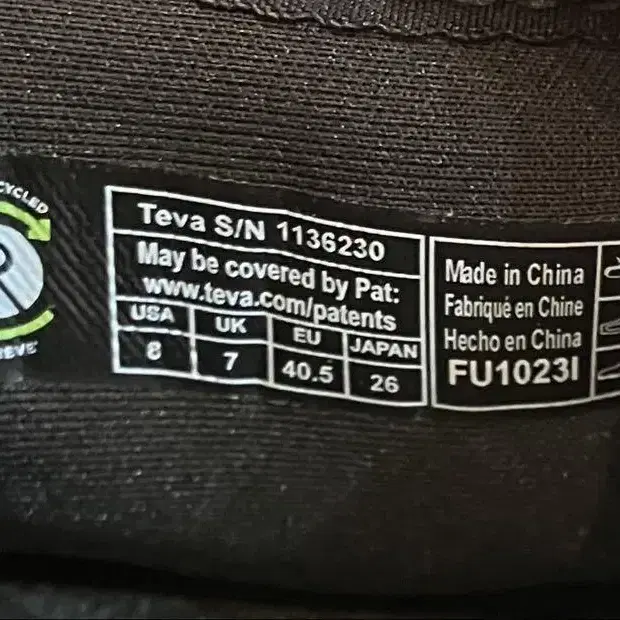 CYCLED
Teva S/N 1136230
May be covered by Pat:
www.teva.com/patents
USA UK EU JAPAN
8 7 40.5 26
Made in China
Fabriqué en Chine
Hecho en China
FU1023I